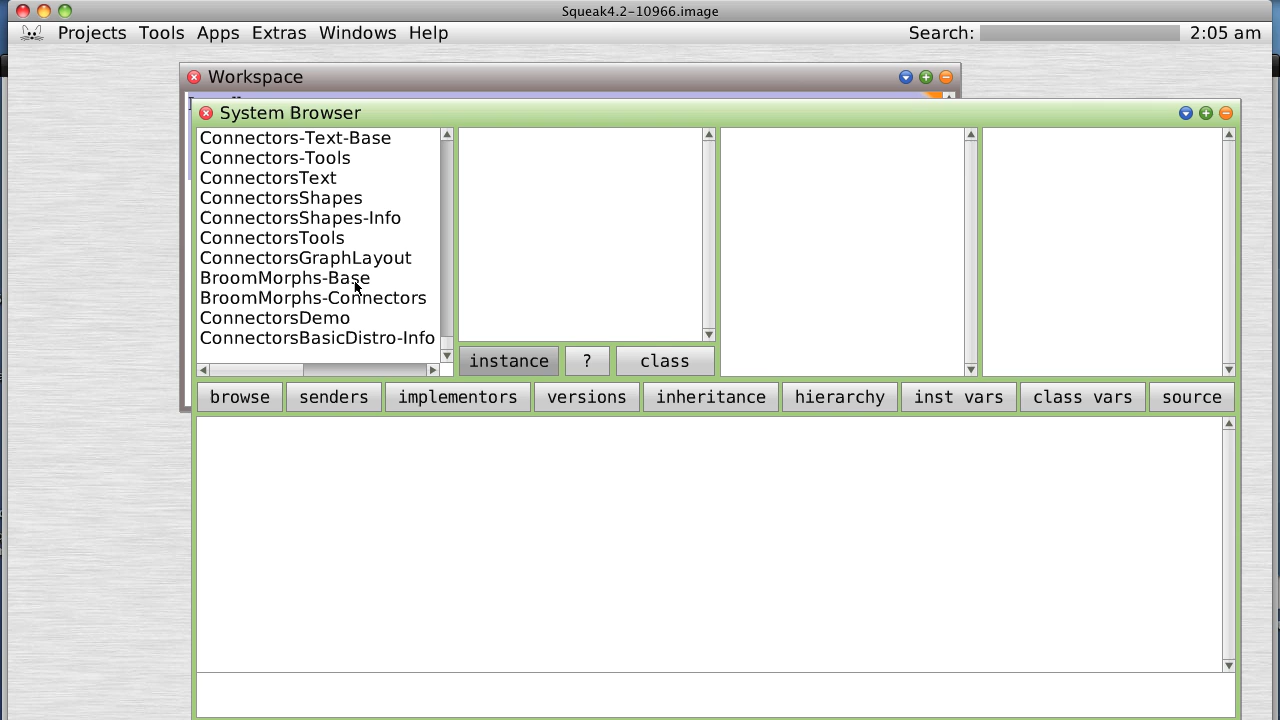 Squeak4.2-10966.image
Projects Tools Apps Extras Windows Help Search: 2:05 am
Workspace
System Browser
Connectors-Text-Base
Connectors-Tools
ConnectorsText
ConnectorsShapes
ConnectorsShapes-Info
ConnectorsTools
ConnectorsGraphLayout
BroomMorphs-Base
BroomMorphs-Connectors
ConnectorsDemo
ConnectorsBasicDistro-Info
instance ? class
browse senders implementors versions inheritance hierarchy inst vars class vars source